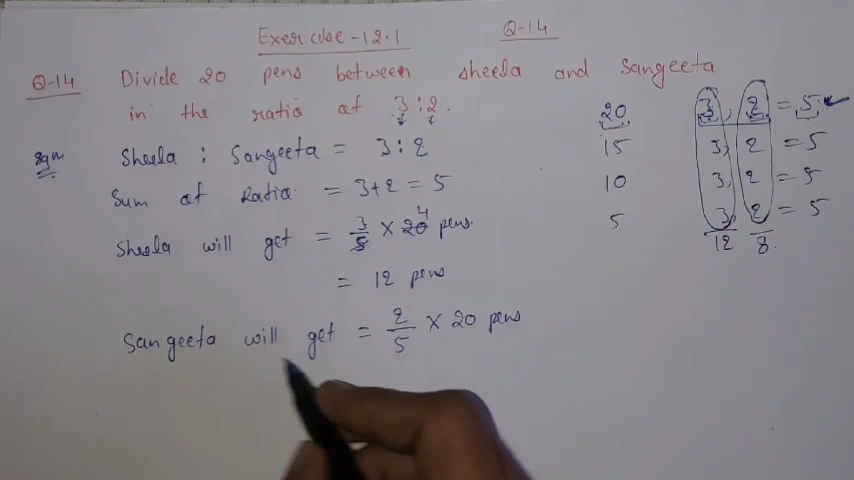 Exercise-12.1 Q-14
Q-14 Divide 20 pens between sheela and Sangeeta
in the ratio of 3:2.
Sheela : Sangeeta = 3:2
Sum of Ratio = 3+2 = 5
Sheela will get = 3/5 × 20 4 pens.
= 12 pens
Sangeeta will get = 2/5 × 20 pens
20 3, 2 = 5
15 3, 2 = 5
10 3, 2 = 5
5 3, 2 = 5
12 8.